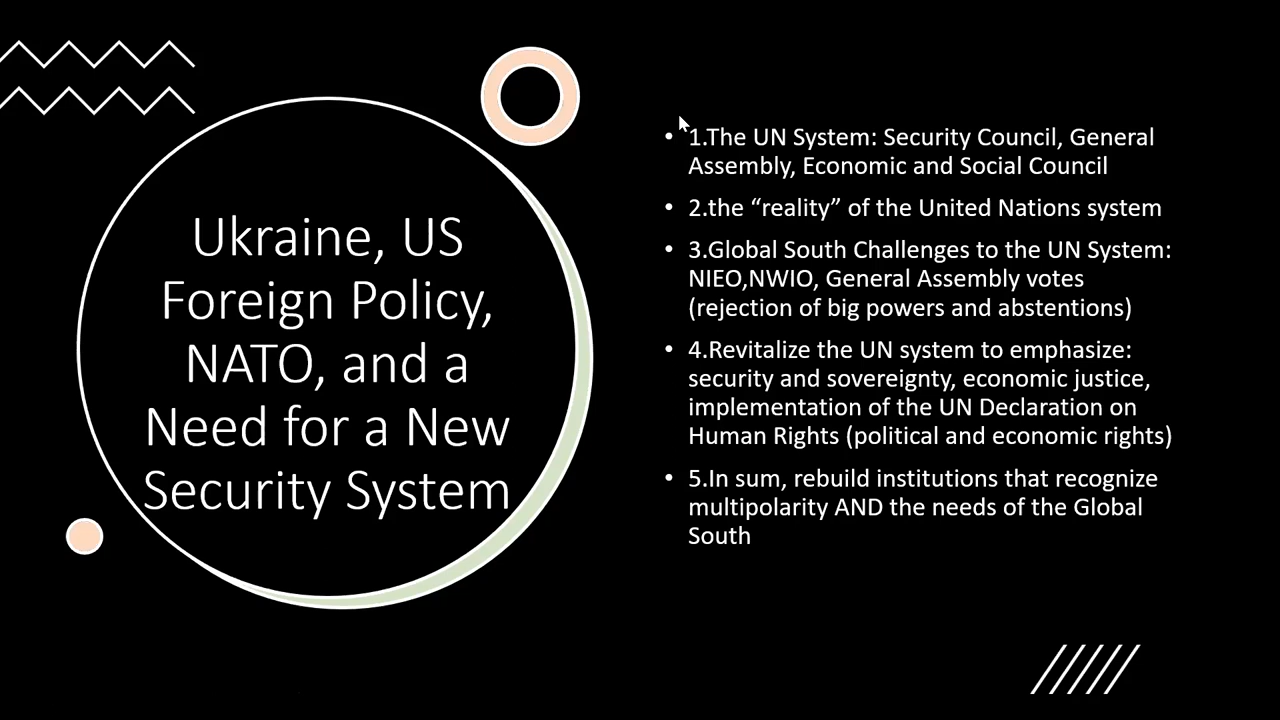 Ukraine, US
Foreign Policy,
NATO, and a
Need for a New
Security System
• 1.The UN System: Security Council, General
Assembly, Economic and Social Council
• 2.the “reality” of the United Nations system
• 3.Global South Challenges to the UN System:
NIEO,NWIO, General Assembly votes
(rejection of big powers and abstentions)
• 4.Revitalize the UN system to emphasize:
security and sovereignty, economic justice,
implementation of the UN Declaration on
Human Rights (political and economic rights)
• 5.In sum, rebuild institutions that recognize
multipolarity AND the needs of the Global
South